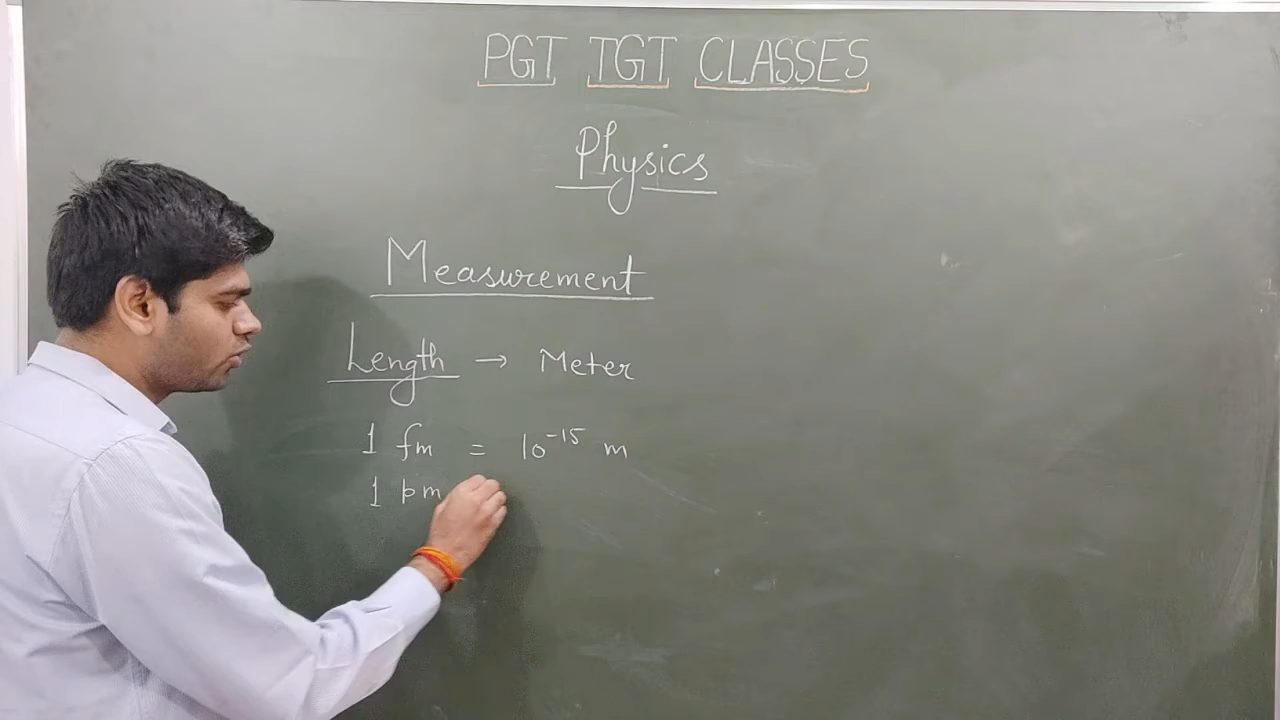 PGT TGT CLASSES
Physics
Measurement
Length → Meter
1 fm = 10⁻¹⁵ m
1 pm